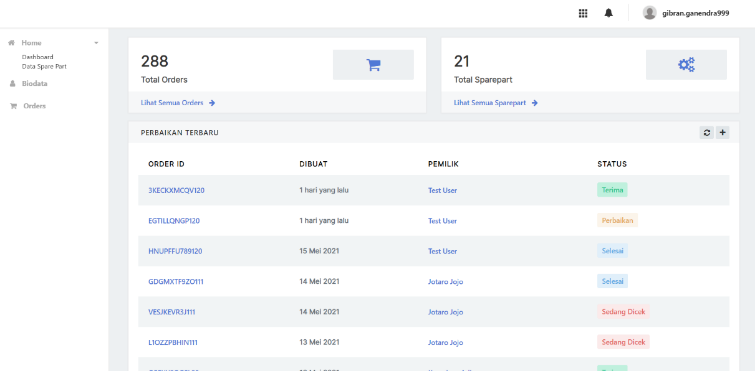 gibran.ganendra999
Home
Dashboard
Data Spare Part
Biodata
Orders
288
Total Orders
Lihat Semua Orders
21
Total Sparepart
Lihat Semua Sparepart
PERBAIKAN TERBARU
ORDER ID DIBUAT PEMILIK STATUS
3KECKXMCQV120 1 hari yang lalu Test User Terima
EGTILLQNGP120 1 hari yang lalu Test User Perbaikan
HNUPFFU789120 15 Mei 2021 Test User Selesai
GDGMXTF9ZO111 14 Mei 2021 Jotaro Jojo Selesai
VESJKEVR3J111 14 Mei 2021 Jotaro Jojo Sedang Dicek
L1OZZPBHIN111 13 Mei 2021 Jotaro Jojo Sedang Dicek